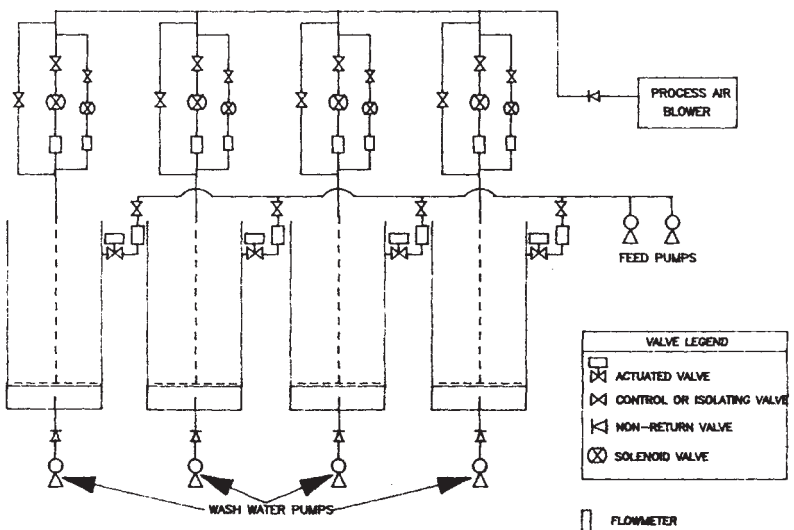 PROCESS AIR
BLOWER
FEED PUMPS
VALVE LEGEND
ACTUATED VALVE
CONTROL OR ISOLATING VALVE
NON-RETURN VALVE
SOLENOID VALVE
WASH WATER PUMPS
FLOWMETER